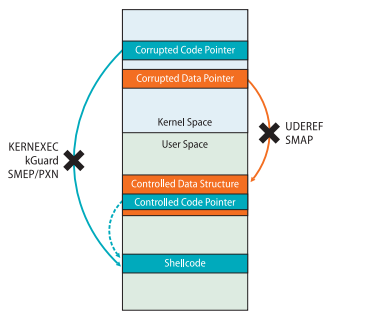 Corrupted Code Pointer
Corrupted Data Pointer
Kernel Space
User Space
KERNEXEC
kGuard
SMEP/PXN
UDEREF
SMAP
Controlled Data Structure
Controlled Code Pointer
Shellcode